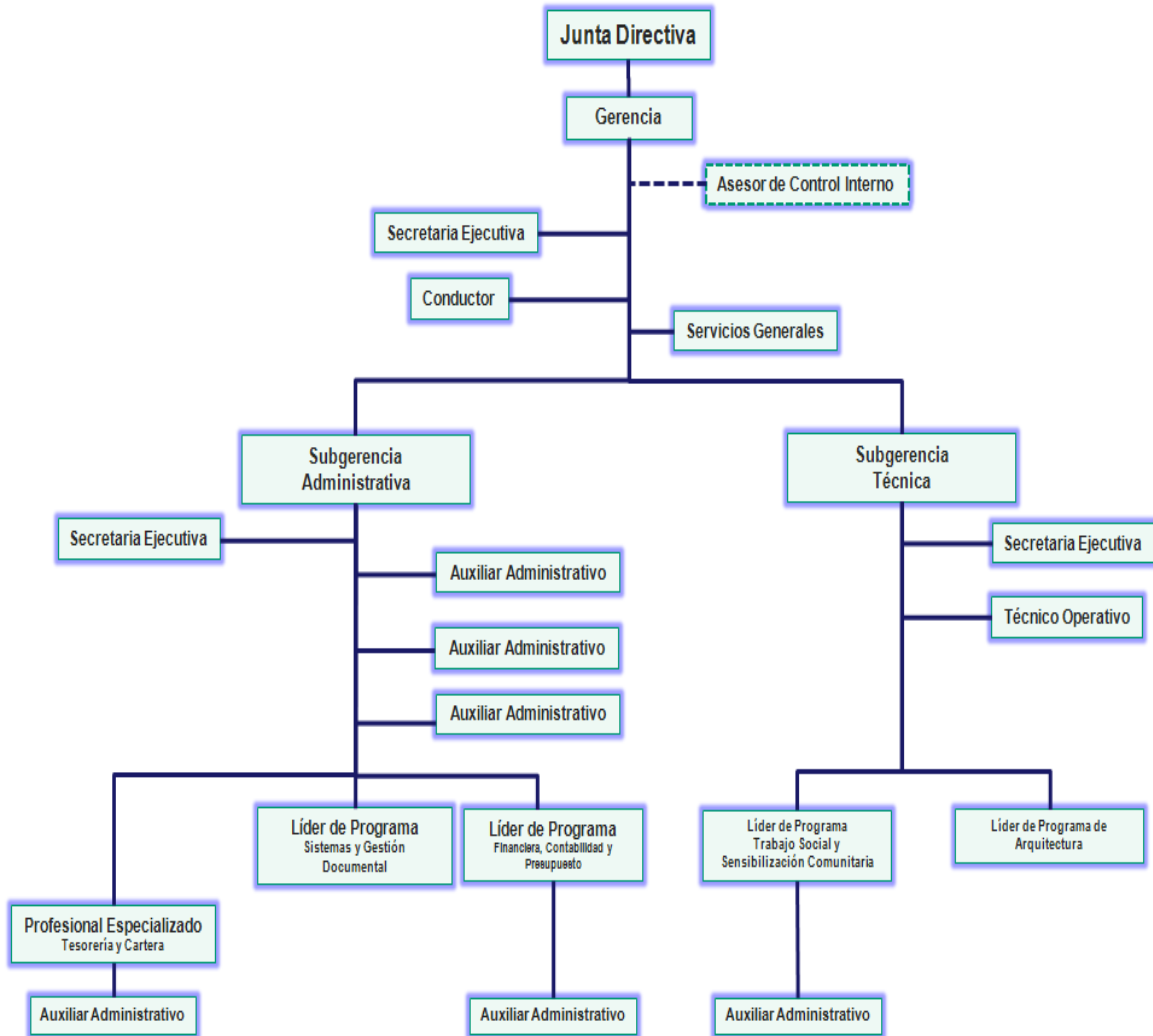 Junta Directiva
Gerencia
Asesor de Control Interno
Secretaria Ejecutiva
Conductor
Servicios Generales
Subgerencia
Administrativa
Subgerencia
Técnica
Secretaria Ejecutiva
Secretaria Ejecutiva
Auxiliar Administrativo
Técnico Operativo
Auxiliar Administrativo
Auxiliar Administrativo
Líder de Programa
Sistemas y Gestión
Documental
Líder de Programa
Financiera, Contabilidad y
Presupuesto
Líder de Programa
Trabajo Social y
Sensibilización Comunitaria
Líder de Programa de
Arquitectura
Profesional Especializado
Tesorería y Cartera
Auxiliar Administrativo
Auxiliar Administrativo
Auxiliar Administrativo